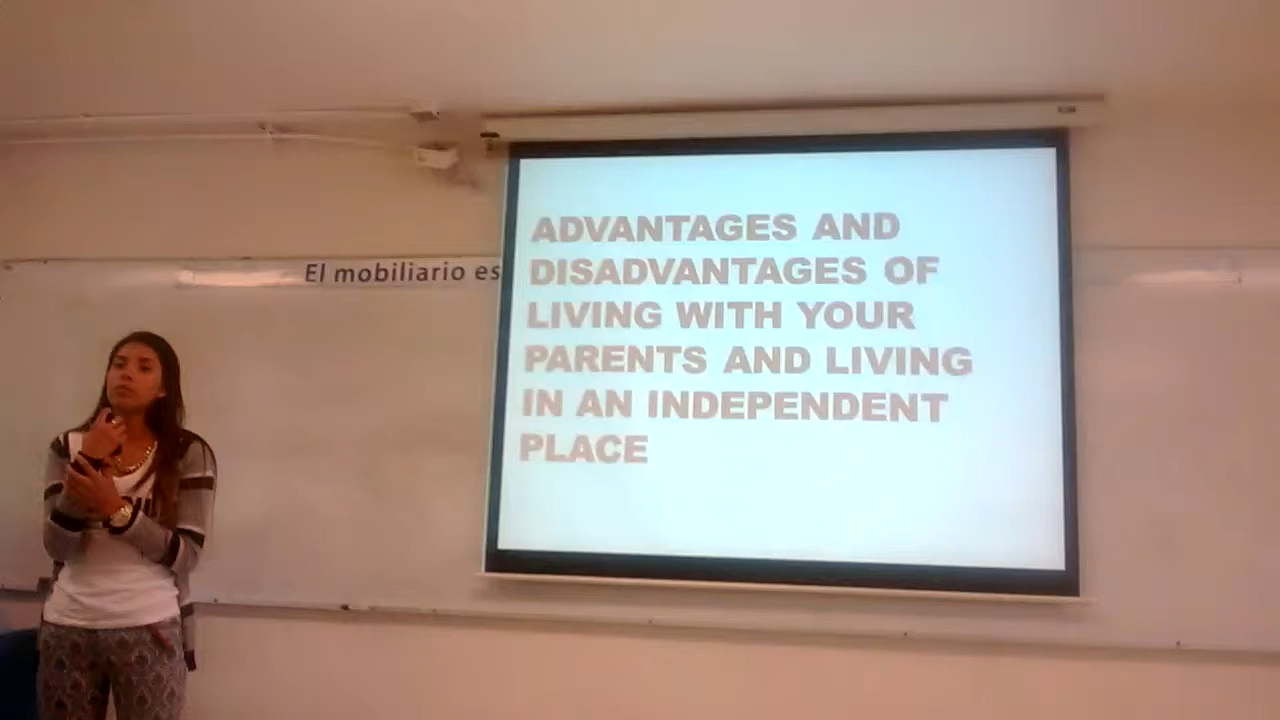 El mobiliario es
ADVANTAGES AND
DISADVANTAGES OF
LIVING WITH YOUR
PARENTS AND LIVING
IN AN INDEPENDENT
PLACE